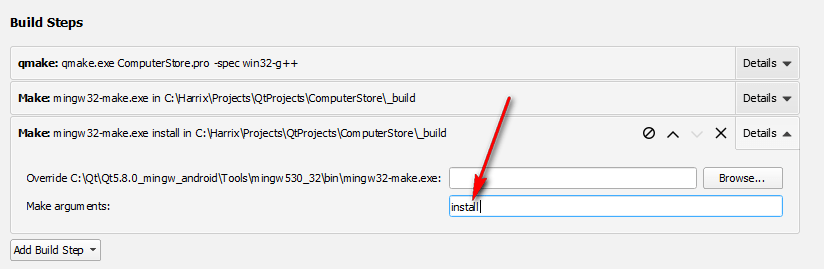 Build Steps
qmake: qmake.exe ComputerStore.pro -spec win32-g++ Details
Make: mingw32-make.exe in C:\Harrix\Projects\QtProjects\ComputerStore\_build Details
Make: mingw32-make.exe install in C:\Harrix\Projects\QtProjects\ComputerStore\_build Details
Override C:\Qt\Qt5.8.0_mingw_android\Tools\mingw530_32\bin\mingw32-make.exe: Browse...
Make arguments: install
Add Build Step